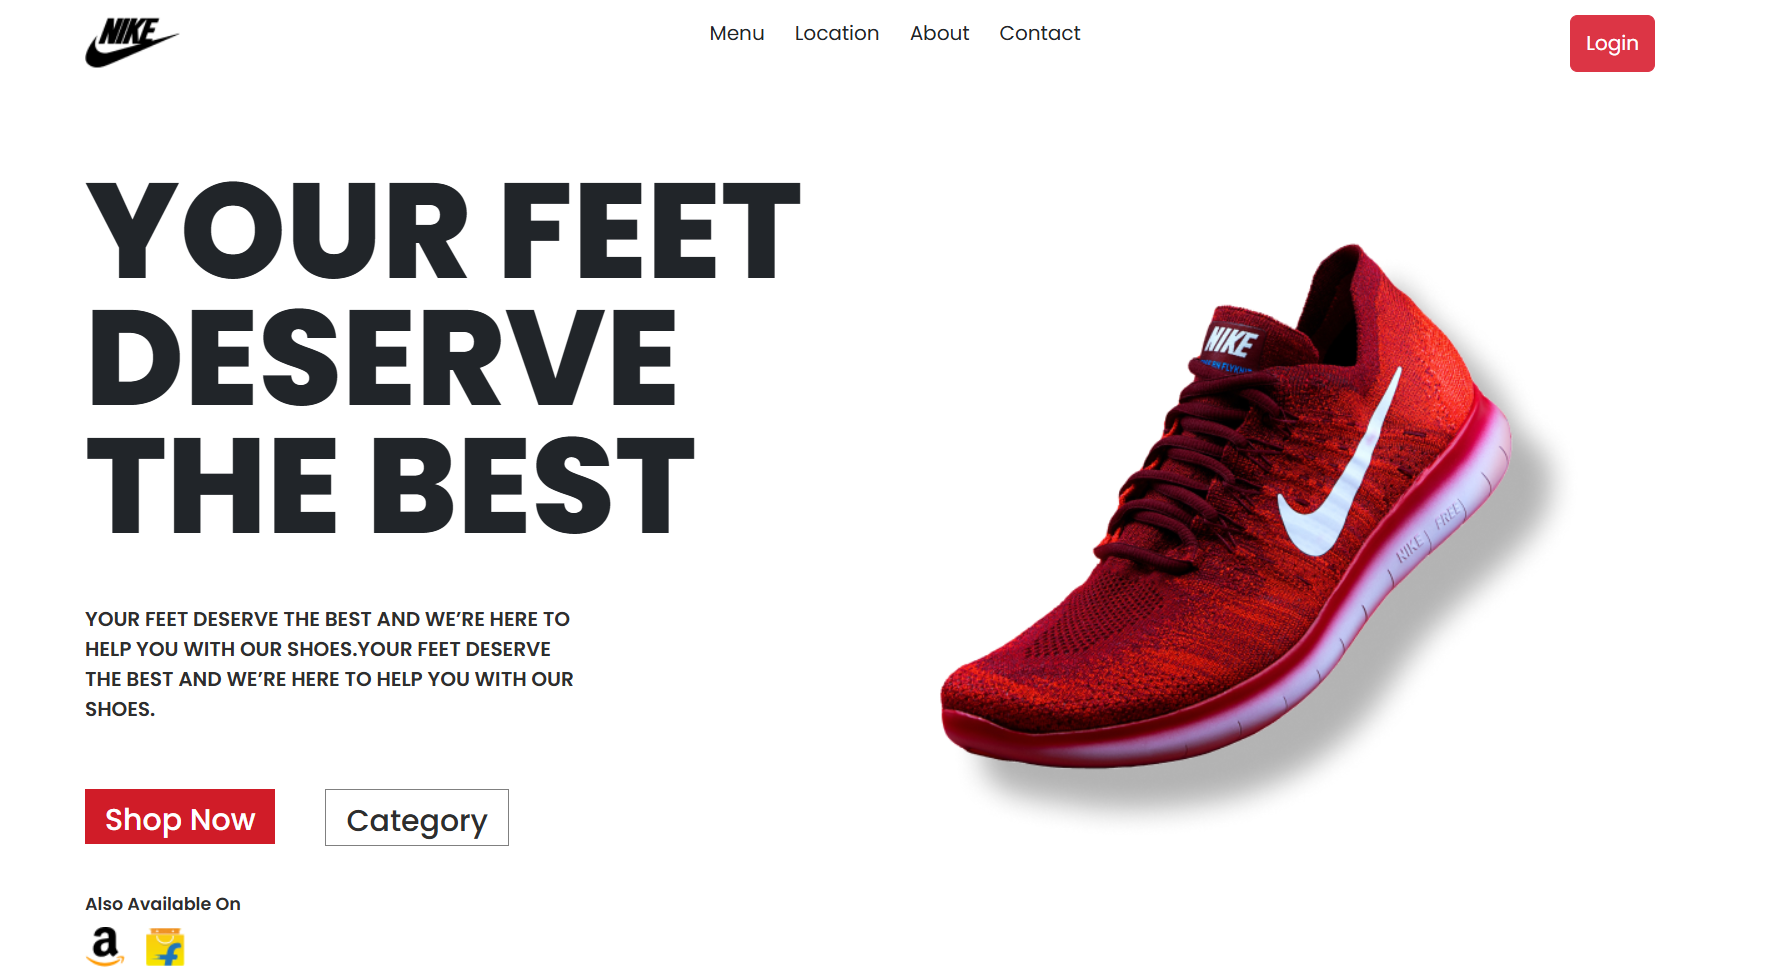 NIKE
Menu Location About Contact
Login
YOUR FEET
DESERVE
THE BEST
YOUR FEET DESERVE THE BEST AND WE’RE HERE TO
HELP YOU WITH OUR SHOES.YOUR FEET DESERVE
THE BEST AND WE’RE HERE TO HELP YOU WITH OUR
SHOES.
Shop Now
Category
Also Available On
a
f
NIKE
NIKE FREE